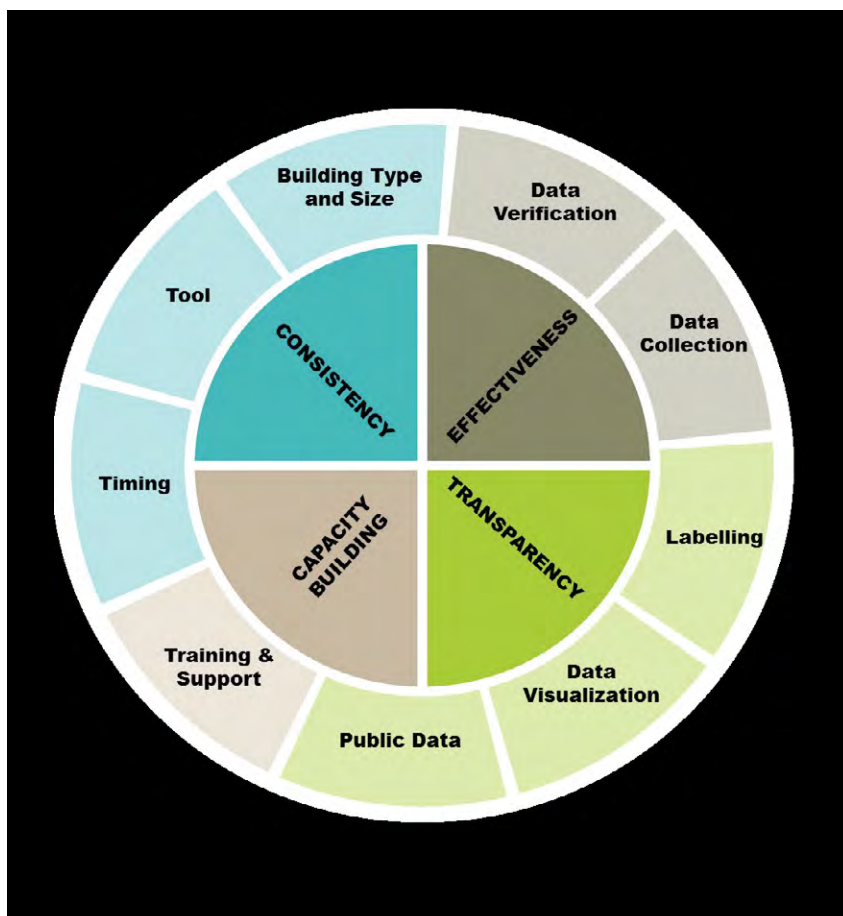 Building Type
and Size
Data
Verification
Tool
Data
Collection
CONSISTENCY
EFFECTIVENESS
Timing
Labelling
CAPACITY
BUILDING
TRANSPARENCY
Training &
Support
Data
Visualization
Public Data